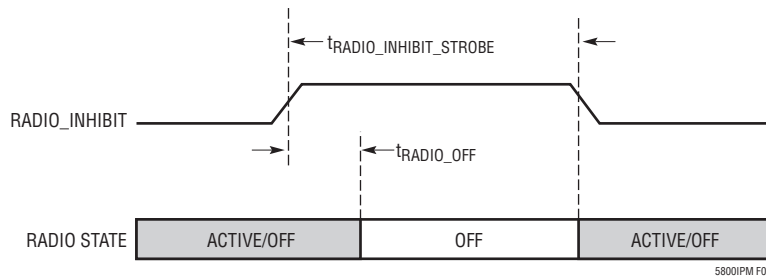 tRADIO_INHIBIT_STROBE
RADIO_INHIBIT
tRADIO_OFF
RADIO STATE ACTIVE/OFF OFF ACTIVE/OFF
5800IPM F0